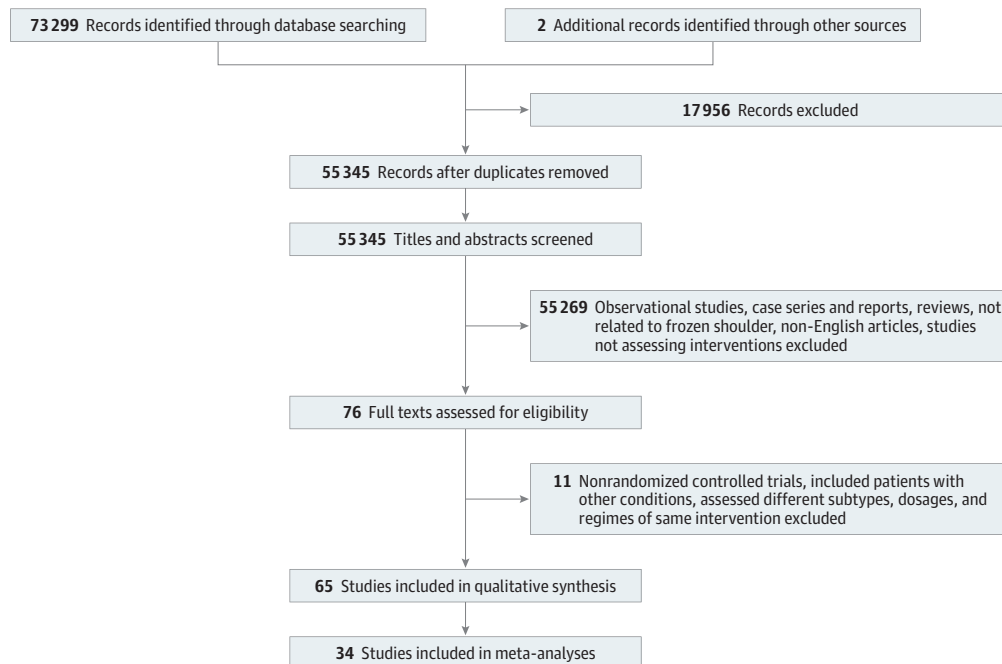 73 299 Records identified through database searching
2 Additional records identified through other sources
17 956 Records excluded
55 345 Records after duplicates removed
55 345 Titles and abstracts screened
55 269 Observational studies, case series and reports, reviews, not
related to frozen shoulder, non-English articles, studies
not assessing interventions excluded
76 Full texts assessed for eligibility
11 Nonrandomized controlled trials, included patients with
other conditions, assessed different subtypes, dosages, and
regimes of same intervention excluded
65 Studies included in qualitative synthesis
34 Studies included in meta-analyses